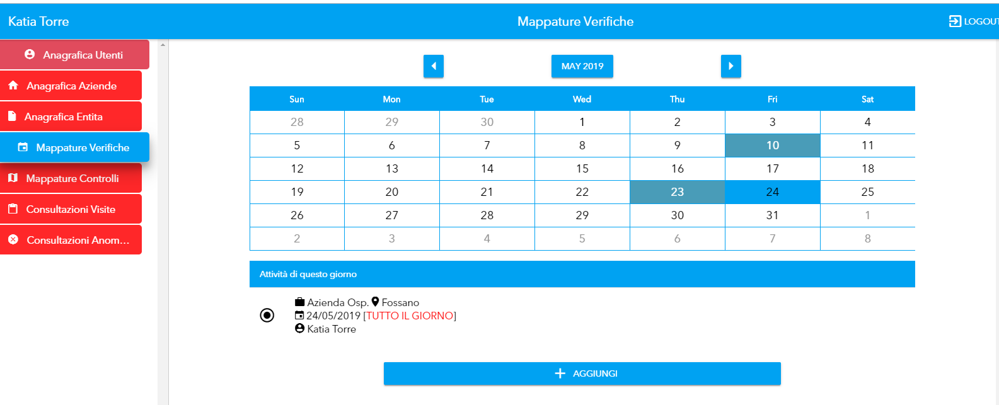 Katia Torre
Mappature Verifiche
LOGOUT
Anagrafica Utenti
Anagrafica Aziende
Anagrafica Entita
Mappature Verifiche
Mappature Controlli
Consultazioni Visite
Consultazioni Anom...
MAY 2019
Sun Mon Tue Wed Thu Fri Sat
28 29 30 1 2 3 4
5 6 7 8 9 10 11
12 13 14 15 16 17 18
19 20 21 22 23 24 25
26 27 28 29 30 31 1
2 3 4 5 6 7 8
Attività di questo giorno
Azienda Osp. Fossano
24/05/2019 [TUTTO IL GIORNO]
Katia Torre
AGGIUNGI